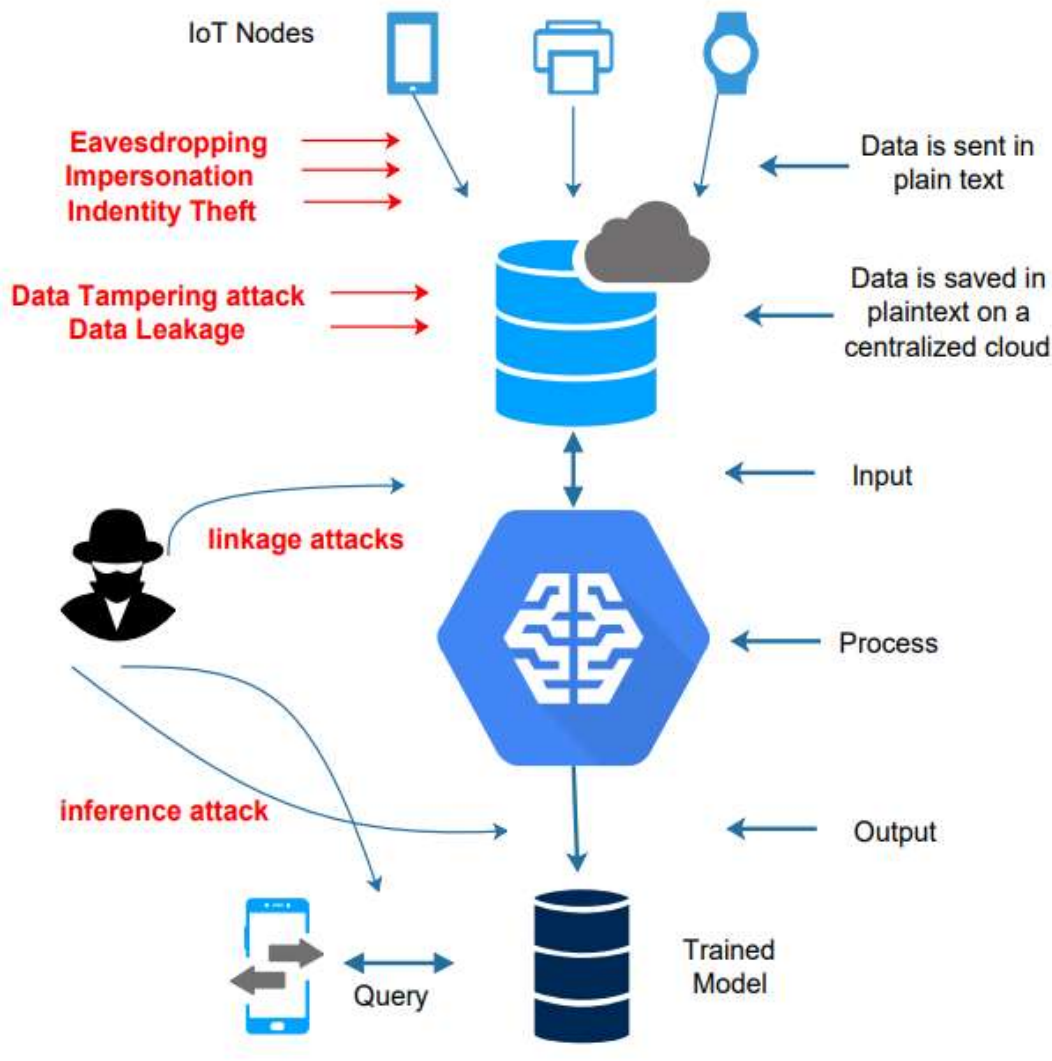 IoT Nodes
Eavesdropping
Impersonation
Indentity Theft
Data is sent in
plain text
Data Tampering attack
Data Leakage
Data is saved in
plaintext on a
centralized cloud
Input
linkage attacks
Process
inference attack
Output
Query
Trained
Model